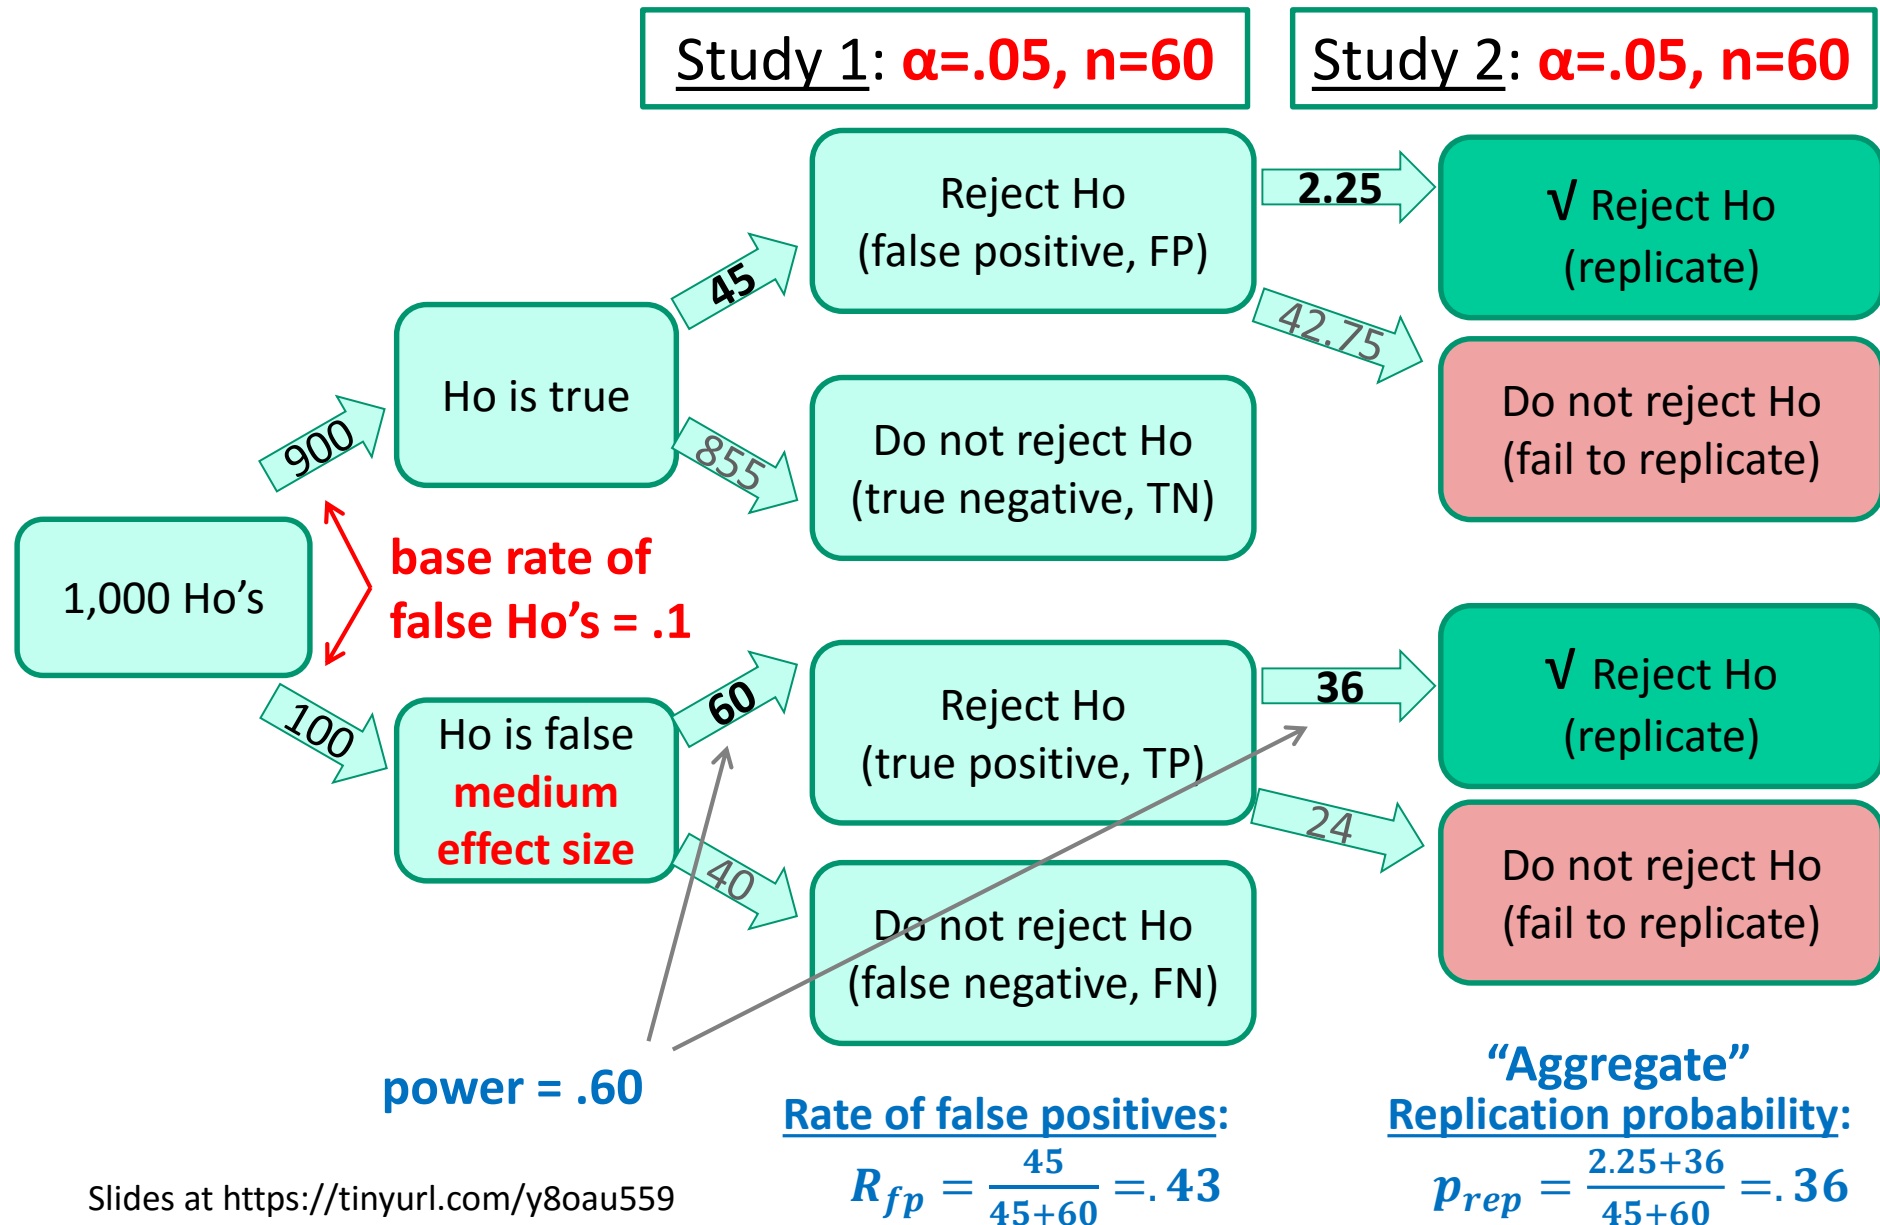 Study 1: α=.05, n=60
Study 2: α=.05, n=60
1,000 Ho’s
900
100
base rate of
false Ho’s = .1
Ho is true
45
855
Ho is false
medium
effect size
60
40
Reject Ho
(false positive, FP)
Do not reject Ho
(true negative, TN)
Reject Ho
(true positive, TP)
Do not reject Ho
(false negative, FN)
2.25
42.75
36
24
√ Reject Ho
(replicate)
Do not reject Ho
(fail to replicate)
√ Reject Ho
(replicate)
Do not reject Ho
(fail to replicate)
power = .60
Rate of false positives:
R_fp = 45/(45+60) =. 43
“Aggregate”
Replication probability:
p_rep = (2.25+36)/(45+60) =. 36
Slides at https://tinyurl.com/y8oau559